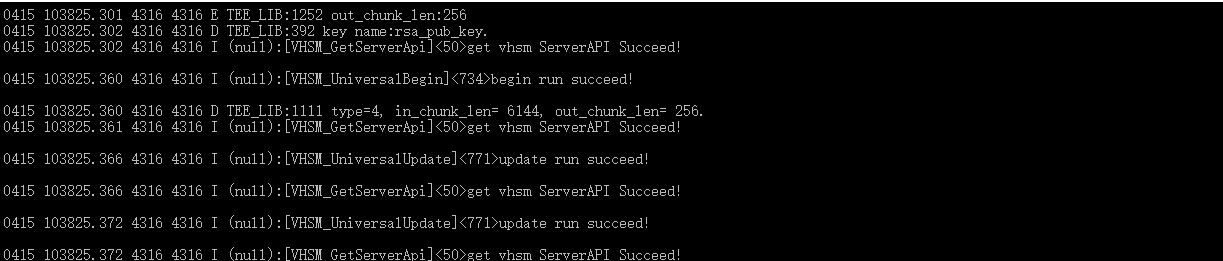 0415 103825.301 4316 4316 E TEE_LIB:1252 out_chunk_len:256
0415 103825.302 4316 4316 D TEE_LIB:392 key name:rsa_pub_key.
0415 103825.302 4316 4316 I (null):[VHSM_GetServerApi]<50>get vhsm ServerAPI Succeed!
0415 103825.360 4316 4316 I (null):[VHSM_UniversalBegin]<734>begin run succeed!
0415 103825.360 4316 4316 D TEE_LIB:1111 type=4, in_chunk_len= 6144, out_chunk_len= 256.
0415 103825.361 4316 4316 I (null):[VHSM_GetServerApi]<50>get vhsm ServerAPI Succeed!
0415 103825.366 4316 4316 I (null):[VHSM_UniversalUpdate]<771>update run succeed!
0415 103825.366 4316 4316 I (null):[VHSM_GetServerApi]<50>get vhsm ServerAPI Succeed!
0415 103825.372 4316 4316 I (null):[VHSM_UniversalUpdate]<771>update run succeed!
0415 103825.372 4316 4316 I (null):[VHSM_GetServerApi]<50>get vhsm ServerAPI Succeed!